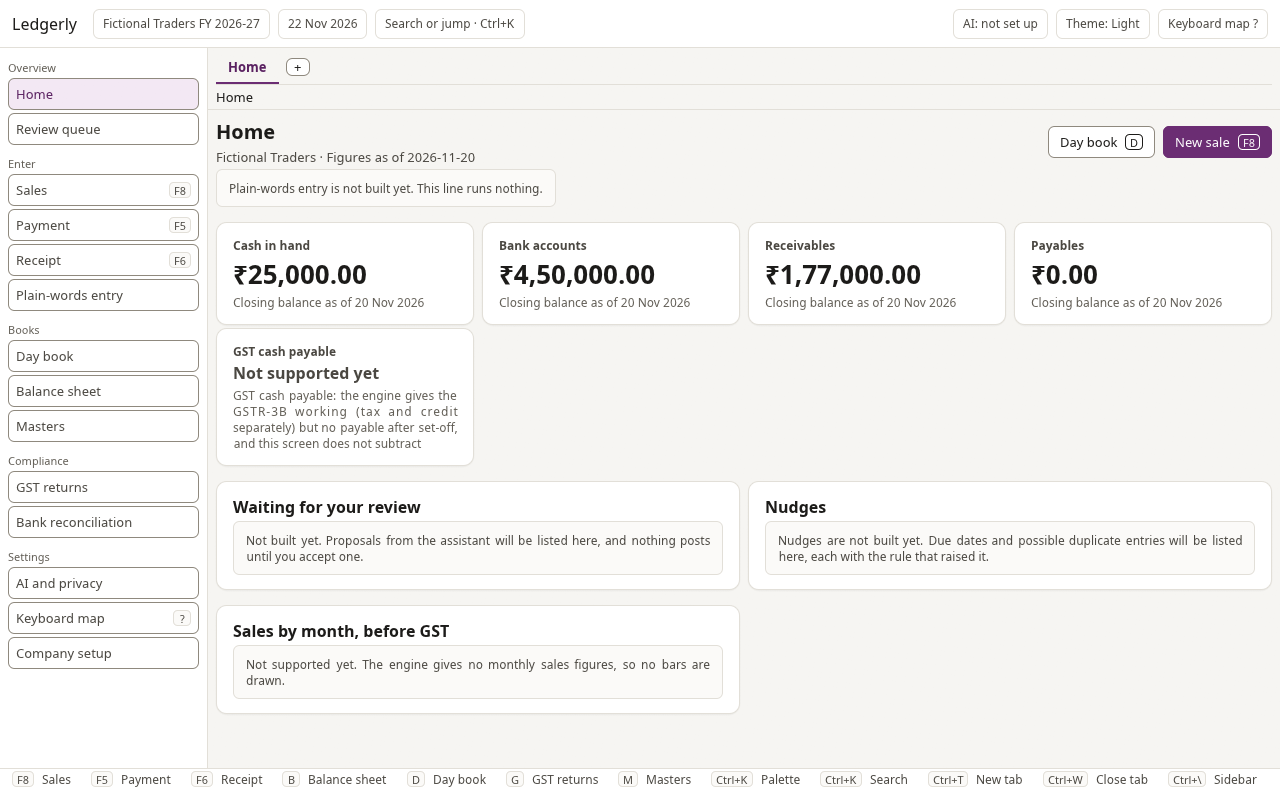 Ledgerly
Fictional Traders FY 2026-27
22 Nov 2026
Search or jump · Ctrl+K
AI: not set up
Theme: Light
Keyboard map ?
Overview
Home
Review queue
Enter
Sales F8
Payment F5
Receipt F6
Plain-words entry
Books
Day book
Balance sheet
Masters
Compliance
GST returns
Bank reconciliation
Settings
AI and privacy
Keyboard map ?
Company setup
Home +
Home
Home
Fictional Traders · Figures as of 2026-11-20
Day book D
New sale F8
Plain-words entry is not built yet. This line runs nothing.
Cash in hand
₹25,000.00
Closing balance as of 20 Nov 2026
Bank accounts
₹4,50,000.00
Closing balance as of 20 Nov 2026
Receivables
₹1,77,000.00
Closing balance as of 20 Nov 2026
Payables
₹0.00
Closing balance as of 20 Nov 2026
GST cash payable
Not supported yet
GST cash payable: the engine gives the
GSTR-3B working (tax and credit
separately) but no payable after set-off,
and this screen does not subtract
Waiting for your review
Not built yet. Proposals from the assistant will be listed here, and nothing posts
until you accept one.
Nudges
Nudges are not built yet. Due dates and possible duplicate entries will be listed
here, each with the rule that raised it.
Sales by month, before GST
Not supported yet. The engine gives no monthly sales figures, so no bars are
drawn.
F8 Sales F5 Payment F6 Receipt B Balance sheet D Day book G GST returns M Masters Ctrl+K Palette Ctrl+K Search Ctrl+T New tab Ctrl+W Close tab Ctrl+\ Sidebar